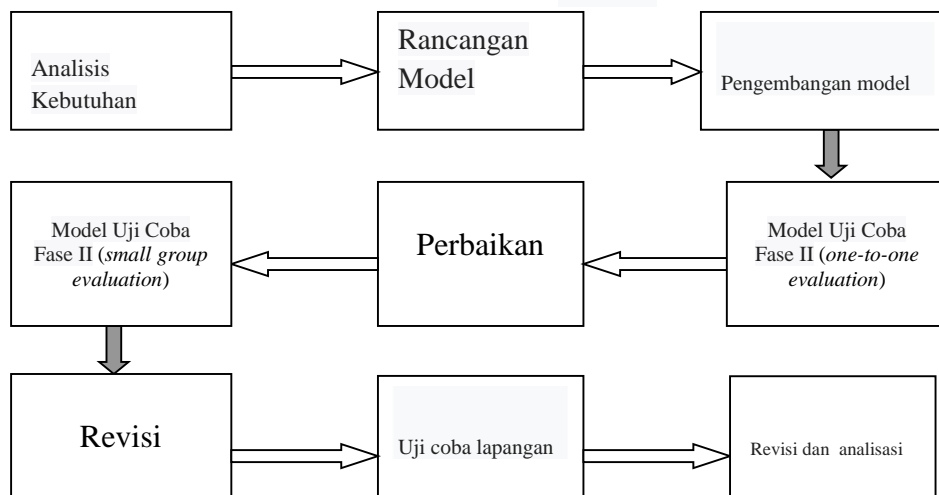 Analisis
Kebutuhan
Rancangan
Model
Pengembangan model
Model Uji Coba
Fase II (one-to-one
evaluation)
Perbaikan
Model Uji Coba
Fase II (small group
evaluation)
Revisi
Uji coba lapangan
Revisi dan analisasi